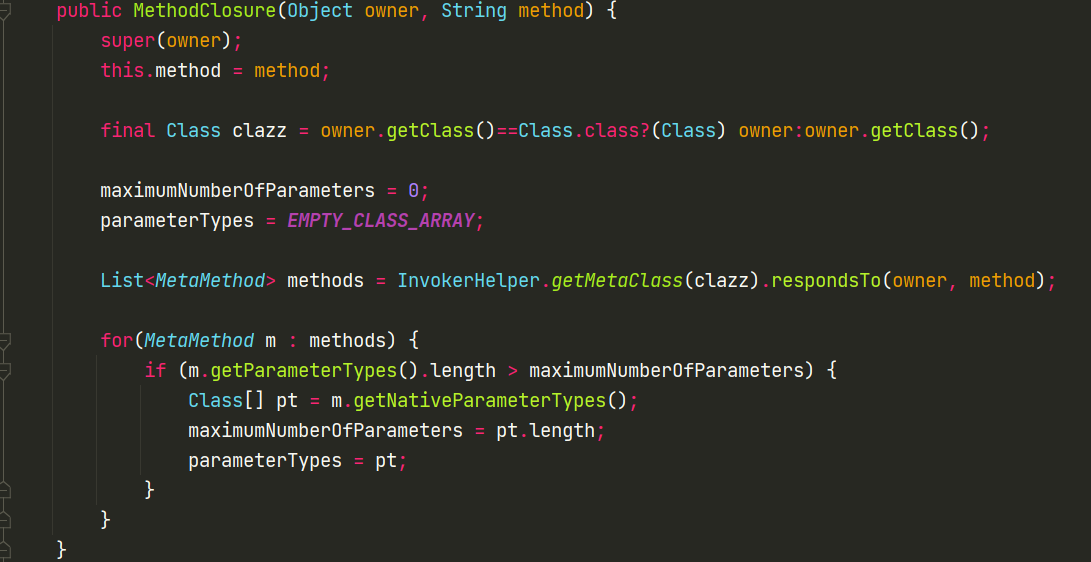 public MethodClosure(Object owner, String method) {
super(owner);
this.method = method;
final Class clazz = owner.getClass()==Class.class?(Class) owner:owner.getClass();
maximumNumberOfParameters = 0;
parameterTypes = EMPTY_CLASS_ARRAY;
List<MetaMethod> methods = InvokerHelper.getMetaClass(clazz).respondsTo(owner, method);
for(MetaMethod m : methods) {
if (m.getParameterTypes().length > maximumNumberOfParameters) {
Class[] pt = m.getNativeParameterTypes();
maximumNumberOfParameters = pt.length;
parameterTypes = pt;
}
}
}